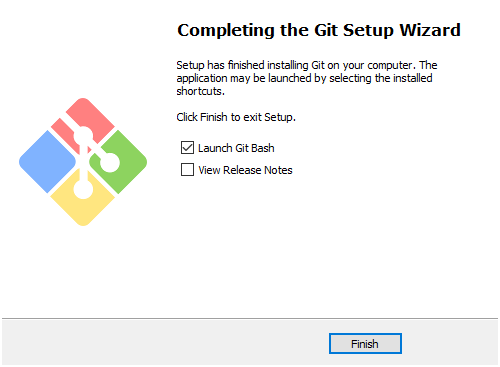 Completing the Git Setup Wizard
Setup has finished installing Git on your computer. The
application may be launched by selecting the installed
shortcuts.
Click Finish to exit Setup.
Launch Git Bash
View Release Notes
Finish